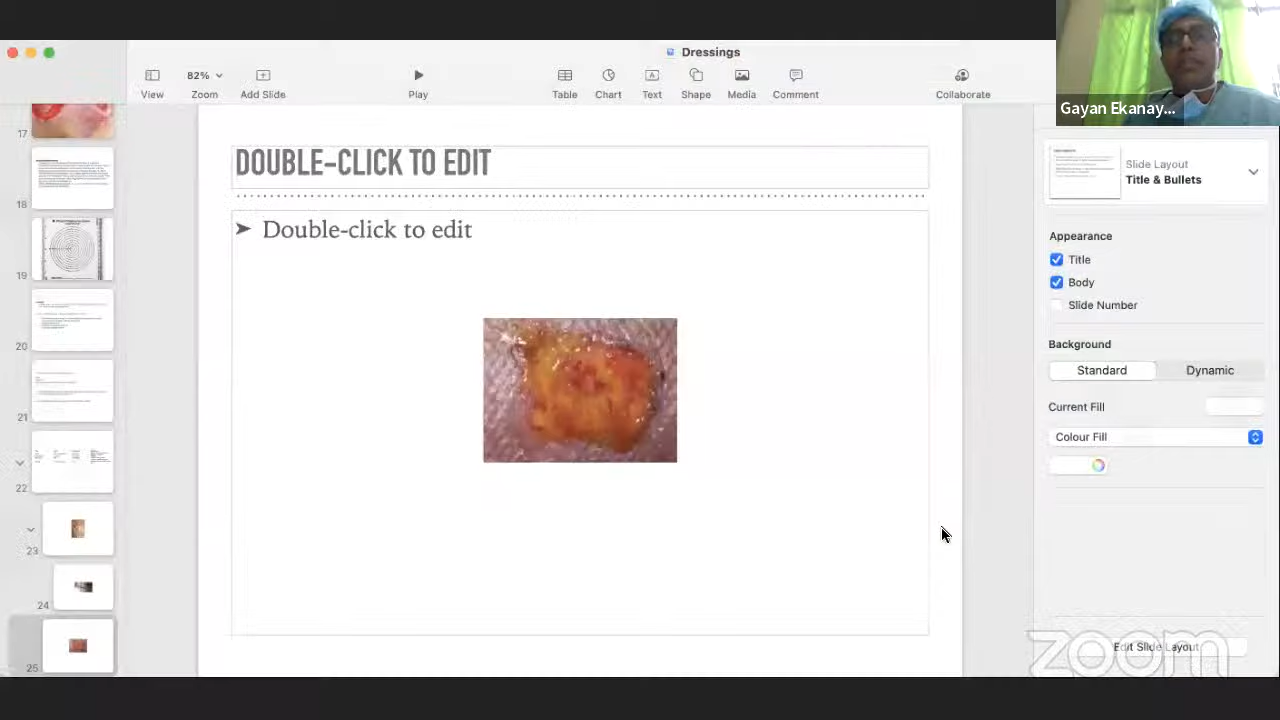 Dressings
82%
View
Zoom
Add Slide
Play
Table
Chart
Text
Shape
Media
Comment
Collaborate
Gayan Ekanay...
17
18
19
20
21
22
23
24
25
DOUBLE-CLICK TO EDIT
➤ Double-click to edit
Slide Layout
Title & Bullets
Appearance
Title
Body
Slide Number
Background
Standard
Dynamic
Current Fill
Colour Fill
Edit Slide Layout
zoom